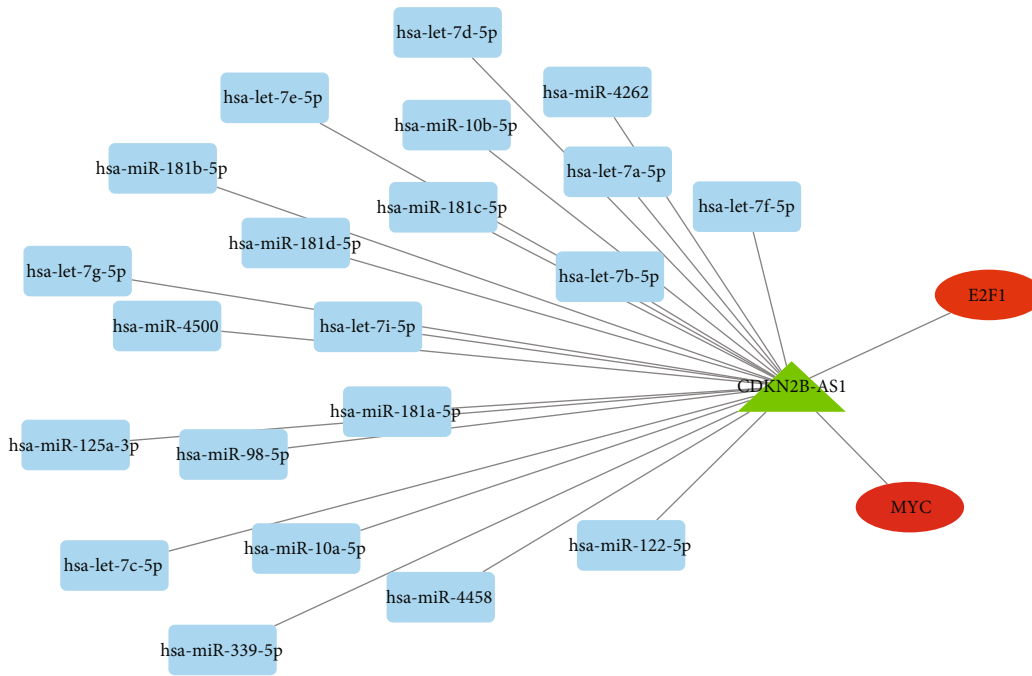 hsa-let-7d-5p
hsa-miR-4262
hsa-let-7e-5p
hsa-miR-10b-5p
hsa-miR-181b-5p
hsa-let-7a-5p
hsa-miR-181c-5p
hsa-let-7f-5p
hsa-miR-181d-5p
hsa-let-7g-5p
hsa-let-7b-5p
E2F1
hsa-miR-4500
hsa-let-7i-5p
CDKN2B-AS1
hsa-miR-181a-5p
hsa-miR-125a-3p
hsa-miR-98-5p
MYC
hsa-miR-10a-5p
hsa-miR-122-5p
hsa-let-7c-5p
hsa-miR-4458
hsa-miR-339-5p